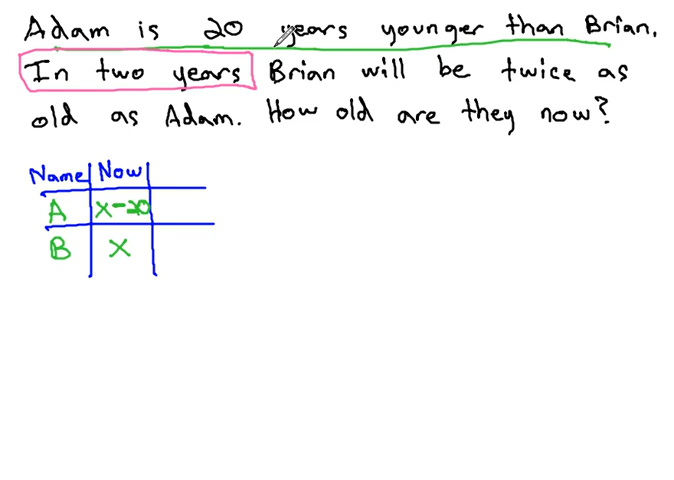 Adam is 20 years younger than Brian.
In two years Brian will be twice as
old as Adam. How old are they now?
Name Now
A x-20
B x